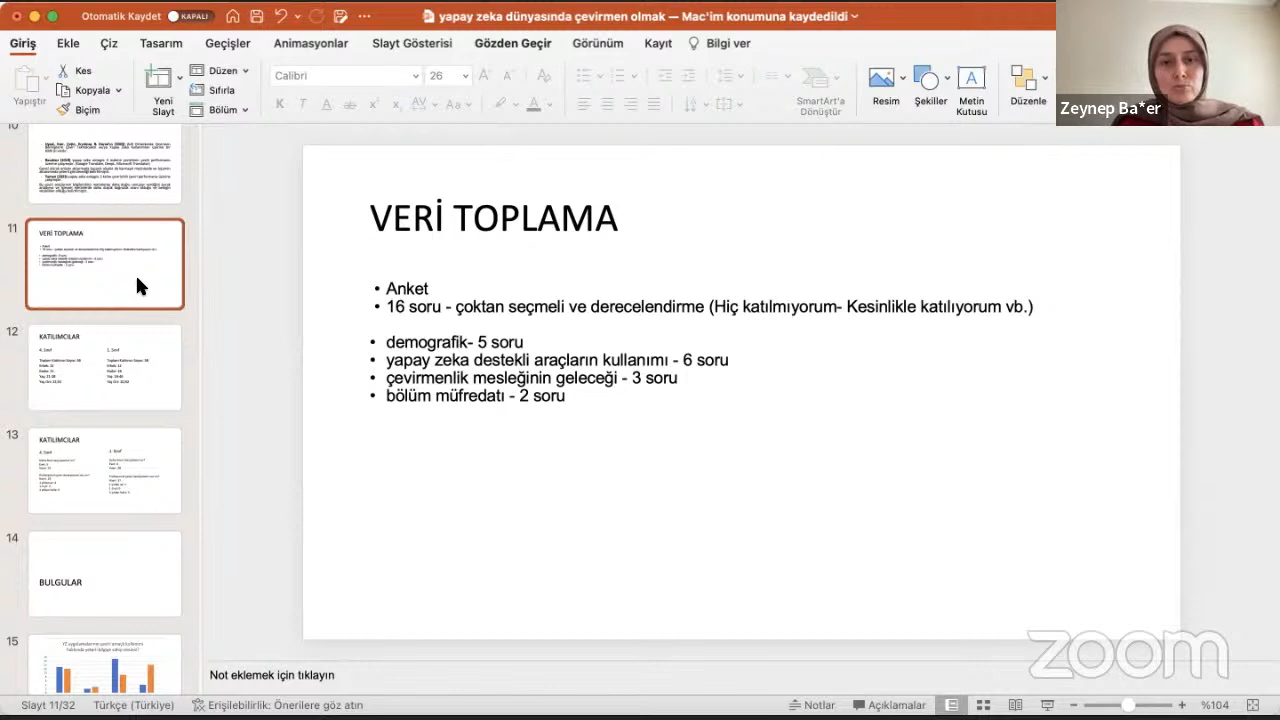 Otomatik Kaydet KAPALI
yapay zeka dünyasında çevirmen olmak — Mac'im konumuna kaydedildi
Giriş Ekle Çiz Tasarım Geçişler Animasyonlar Slayt Gösterisi Gözden Geçir Görünüm Kayıt Bilgi ver
Yapıştır
Kes
Kopyala
Biçim
Yeni Slayt
Düzen
Sıfırla
Bölüm
Calibri 26
SmartArt'a Dönüştür
Resim
Şekiller
Metin Kutusu
Düzenle
Zeynep Ba*er
10
11
VERİ TOPLAMA
12
KATILIMCILAR
4. Sınıf
13
KATILIMCILAR
4. Sınıf
14
BULGULAR
15
VERİ TOPLAMA
• Anket
• 16 soru - çoktan seçmeli ve derecelendirme (Hiç katılmıyorum- Kesinlikle katılıyorum vb.)
• demografik- 5 soru
• yapay zeka destekli araçların kullanımı - 6 soru
• çevirmenlik mesleğinin geleceği - 3 soru
• bölüm müfredatı - 2 soru
zoom
Not eklemek için tıklayın
Slayt 11/32 Türkçe (Türkiye) Erişilebilirlik: Önerilere göz atın Notlar Açıklamalar %104